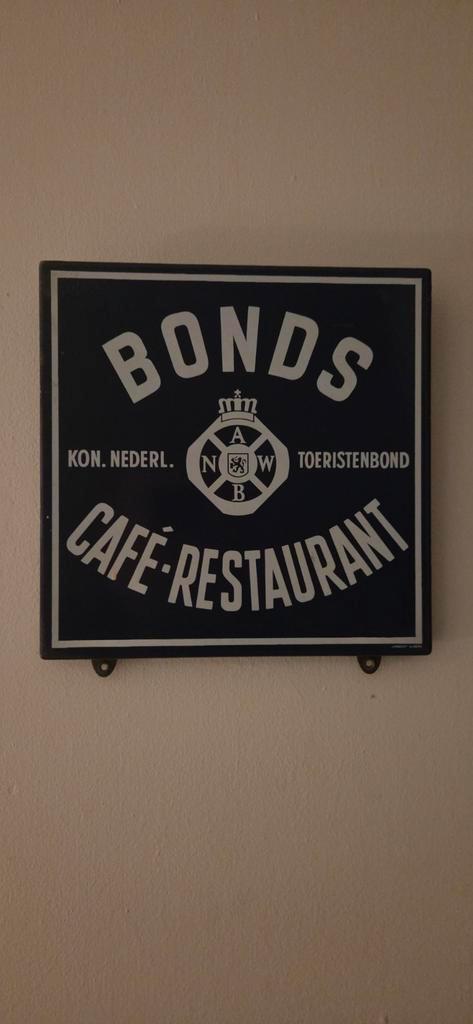 BONDS
KON. NEDERL. A N W B TOERISTENBOND
CAFÉ-RESTAURANT